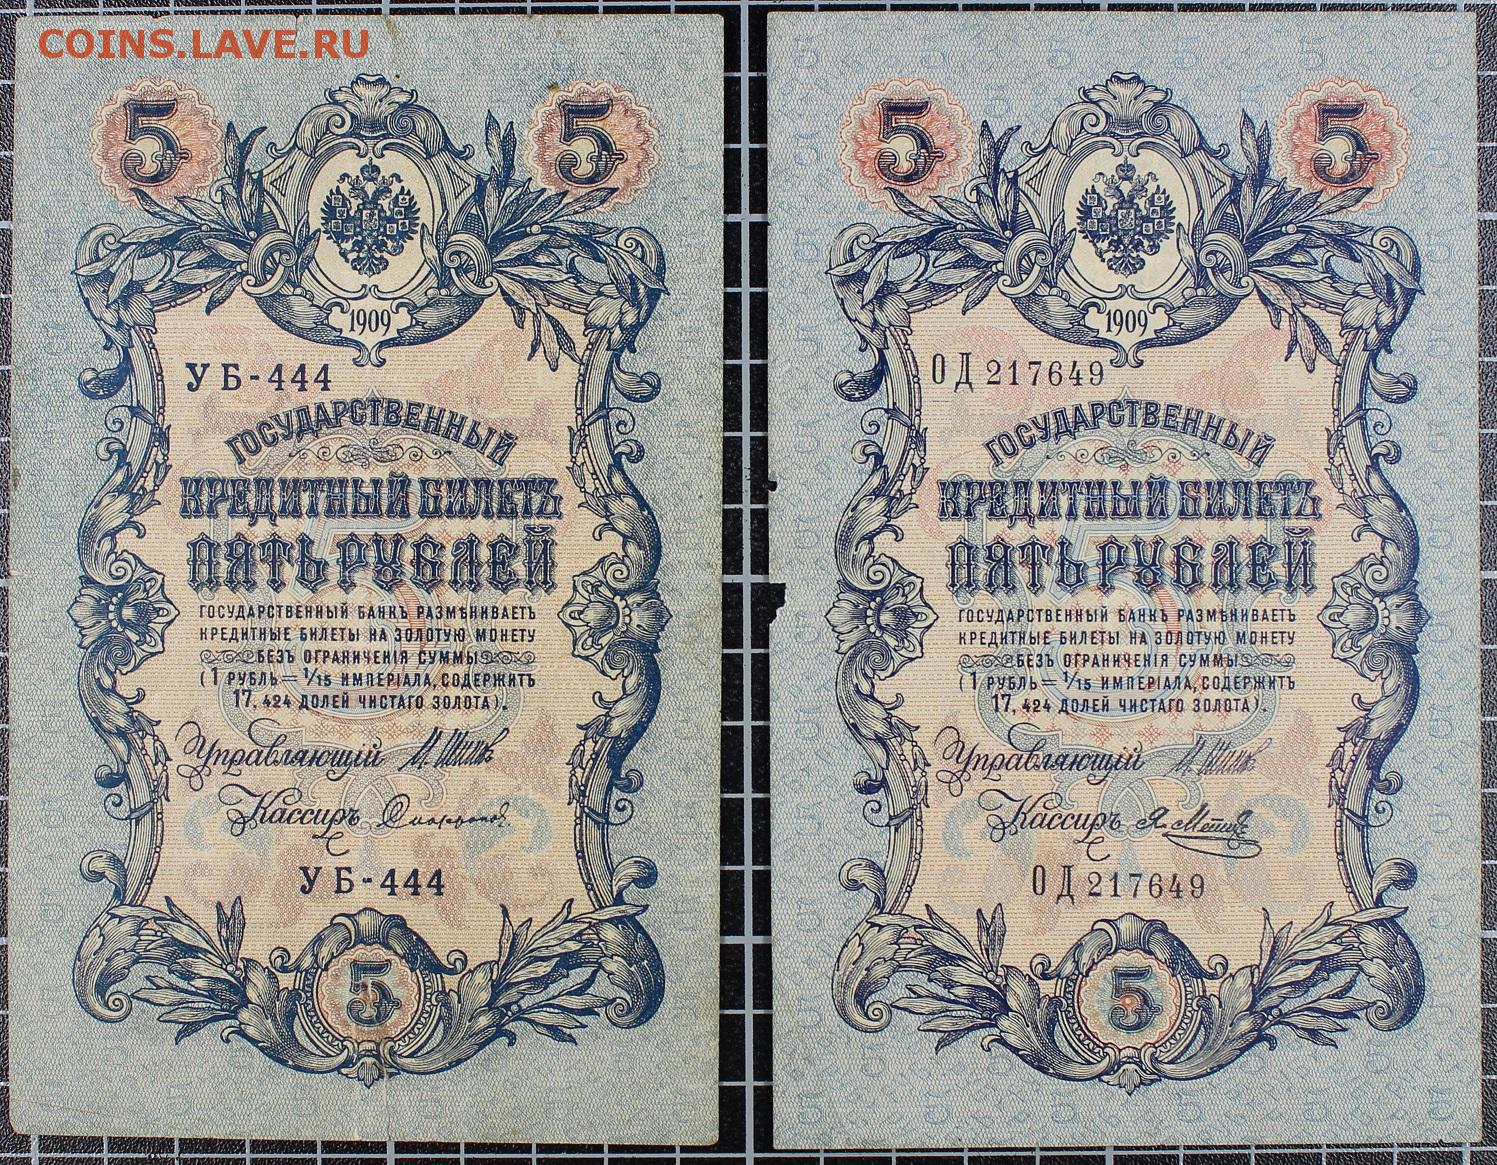 COINS.LAVE.RU
5 5
1909
УБ-444
ГОСУДАРСТВЕННЫЙ
КРЕДИТНЫЙ БИЛЕТЪ
ПЯТЬ РУБЛЕЙ
ГОСУДАРСТВЕННЫЙ БАНКЪ РАЗМѢНИВАЕТЪ
КРЕДИТНЫЕ БИЛЕТЫ НА ЗОЛОТУЮ МОНЕТУ
БЕЗЪ ОГРАНИЧЕНІЯ СУММЫ
(1 РУБЛЬ = 1/15 ИМПЕРІАЛА, СОДЕРЖИТЪ
17,424 ДОЛЕЙ ЧИСТАГО ЗОЛОТА).
Управляющій
Кассиръ
УБ-444
5
5 5
1909
ОД 217649
ГОСУДАРСТВЕННЫЙ
КРЕДИТНЫЙ БИЛЕТЪ
ПЯТЬ РУБЛЕЙ
ГОСУДАРСТВЕННЫЙ БАНКЪ РАЗМѢНИВАЕТЪ
КРЕДИТНЫЕ БИЛЕТЫ НА ЗОЛОТУЮ МОНЕТУ
БЕЗЪ ОГРАНИЧЕНІЯ СУММЫ
(1 РУБЛЬ = 1/15 ИМПЕРІАЛА, СОДЕРЖИТЪ
17,424 ДОЛЕЙ ЧИСТАГО ЗОЛОТА).
Управляющій
Кассиръ
ОД 217649
5